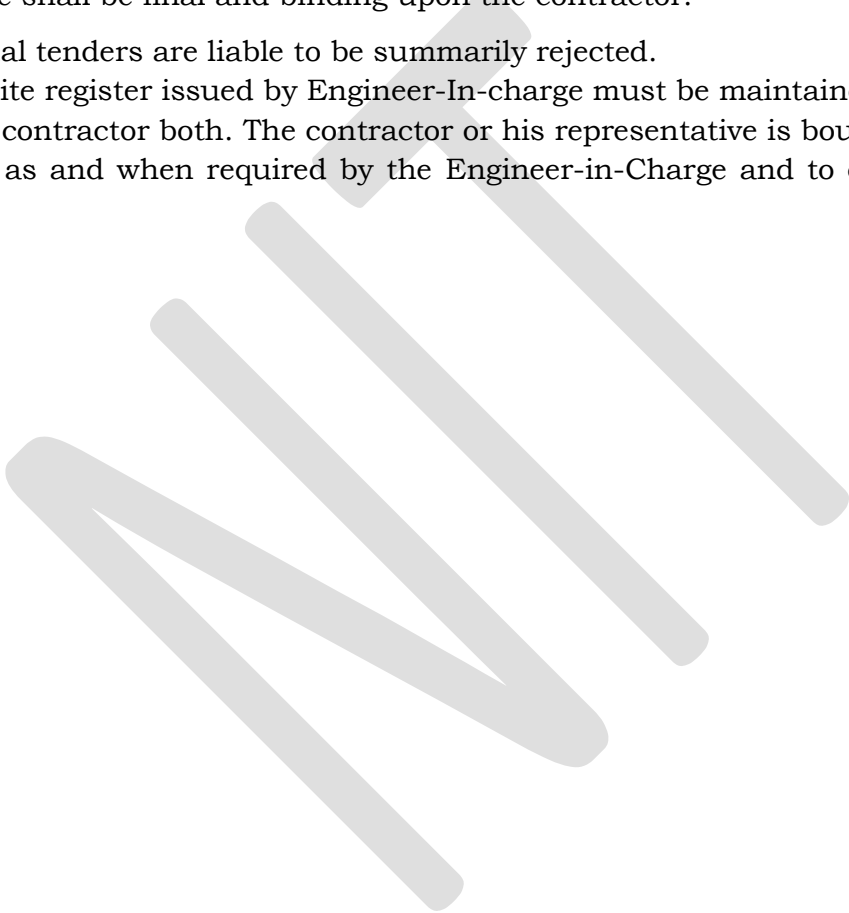 shall be final and binding upon the contractor.
al tenders are liable to be summarily rejected.
ite register issued by Engineer-In-charge must be maintaine
contractor both. The contractor or his representative is bou
as and when required by the Engineer-in-Charge and to
NIT